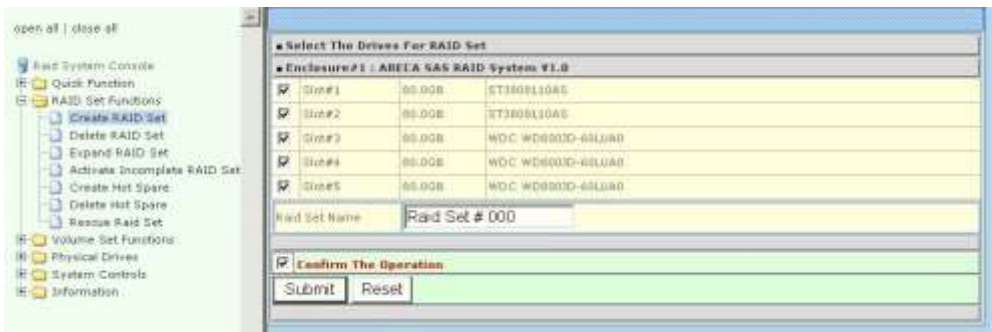 open all | close all
Raid System Console
Quick Function
RAID Set Functions
Create RAID Set
Delete RAID Set
Expand RAID Set
Activate Incomplete RAID Set
Create Hot Spare
Delete Hot Spare
Rescue Raid Set
Volume Set Functions
Physical Drives
System Controls
Information
Select The Drives For RAID Set
Enclosure#1 : ARECA SAS RAID System V1.0
Slot#1 80.0GB
Slot#2 80.0GB
Slot#3 80.0GB WDC
Slot#4 80.0GB WDC
Slot#5 80.0GB WDC
Raid Set Name Raid Set # 000
Confirm The Operation
Submit Reset